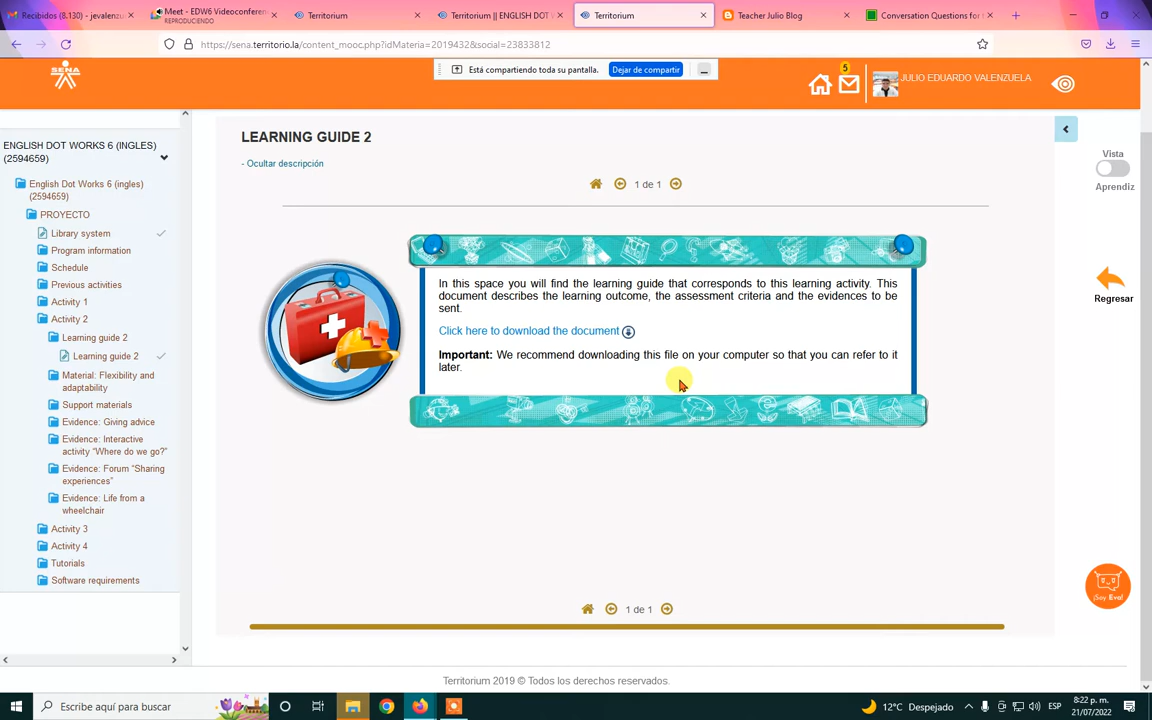 Recibidos (8,130) - jevalenzu
Meet - EDW6 Videoconferen
REPRODUCIENDO
Territorium
Territorium || ENGLISH DOT W
Territorium
Teacher Julio Blog
Conversation Questions for
https://sena.territorio.la/content_mooc.php?idMateria=2019432&social=23833812
Está compartiendo toda su pantalla.
Dejar de compartir
SENA
5
JULIO EDUARDO VALENZUELA
ENGLISH DOT WORKS 6 (INGLES)
(2594659)
English Dot Works 6 (ingles)
(2594659)
PROYECTO
Library system
Program information
Schedule
Previous activities
Activity 1
Activity 2
Learning guide 2
Learning guide 2
Material: Flexibility and
adaptability
Support materials
Evidence: Giving advice
Evidence: Interactive
activity “Where do we go?”
Evidence: Forum “Sharing
experiences”
Evidence: Life from a
wheelchair
Activity 3
Activity 4
Tutorials
Software requirements
LEARNING GUIDE 2
- Ocultar descripción
1 de 1
In this space you will find the learning guide that corresponds to this learning activity. This
document describes the learning outcome, the assessment criteria and the evidences to be
sent.
Click here to download the document
Important: We recommend downloading this file on your computer so that you can refer to it
later.
1 de 1
Vista
Aprendiz
Regresar
¡Soy Eva!
Territorium 2019 © Todos los derechos reservados.
Escribe aquí para buscar
12°C Despejado
ESP
8:22 p. m.
21/07/2022